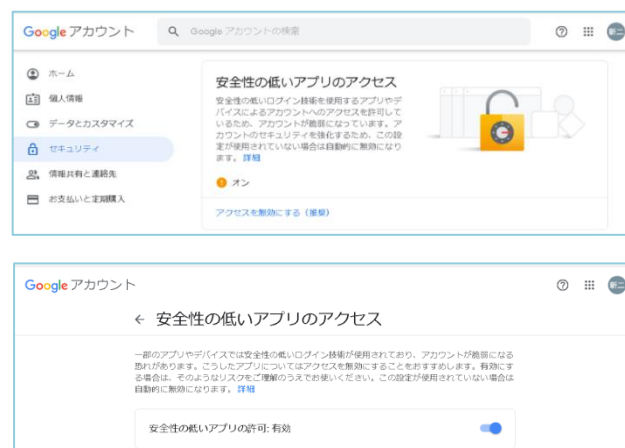 Google アカウント
Google アカウントの検索
新二
ホーム
個人情報
データとカスタマイズ
セキュリティ
情報共有と連絡先
お支払いと定期購入
安全性の低いアプリのアクセス
安全性の低いログイン技術を使用するアプリやデ
バイスによるアカウントへのアクセスを許可して
いるため、アカウントが脆弱になっています。ア
カウントのセキュリティを強化するため、この設
定が使用されていない場合は自動的に無効になり
ます。 詳細
オン
アクセスを無効にする（推奨）
Google アカウント
新二
安全性の低いアプリのアクセス
一部のアプリやデバイスでは安全性の低いログイン技術が使用されており、アカウントが脆弱になる
恐れがあります。こうしたアプリについてはアクセスを無効にすることをおすすめします。有効にす
る場合は、そのようなリスクをご理解のうえでお使いください。この設定が使用されていない場合は
自動的に無効になります。 詳細
安全性の低いアプリの許可: 有効